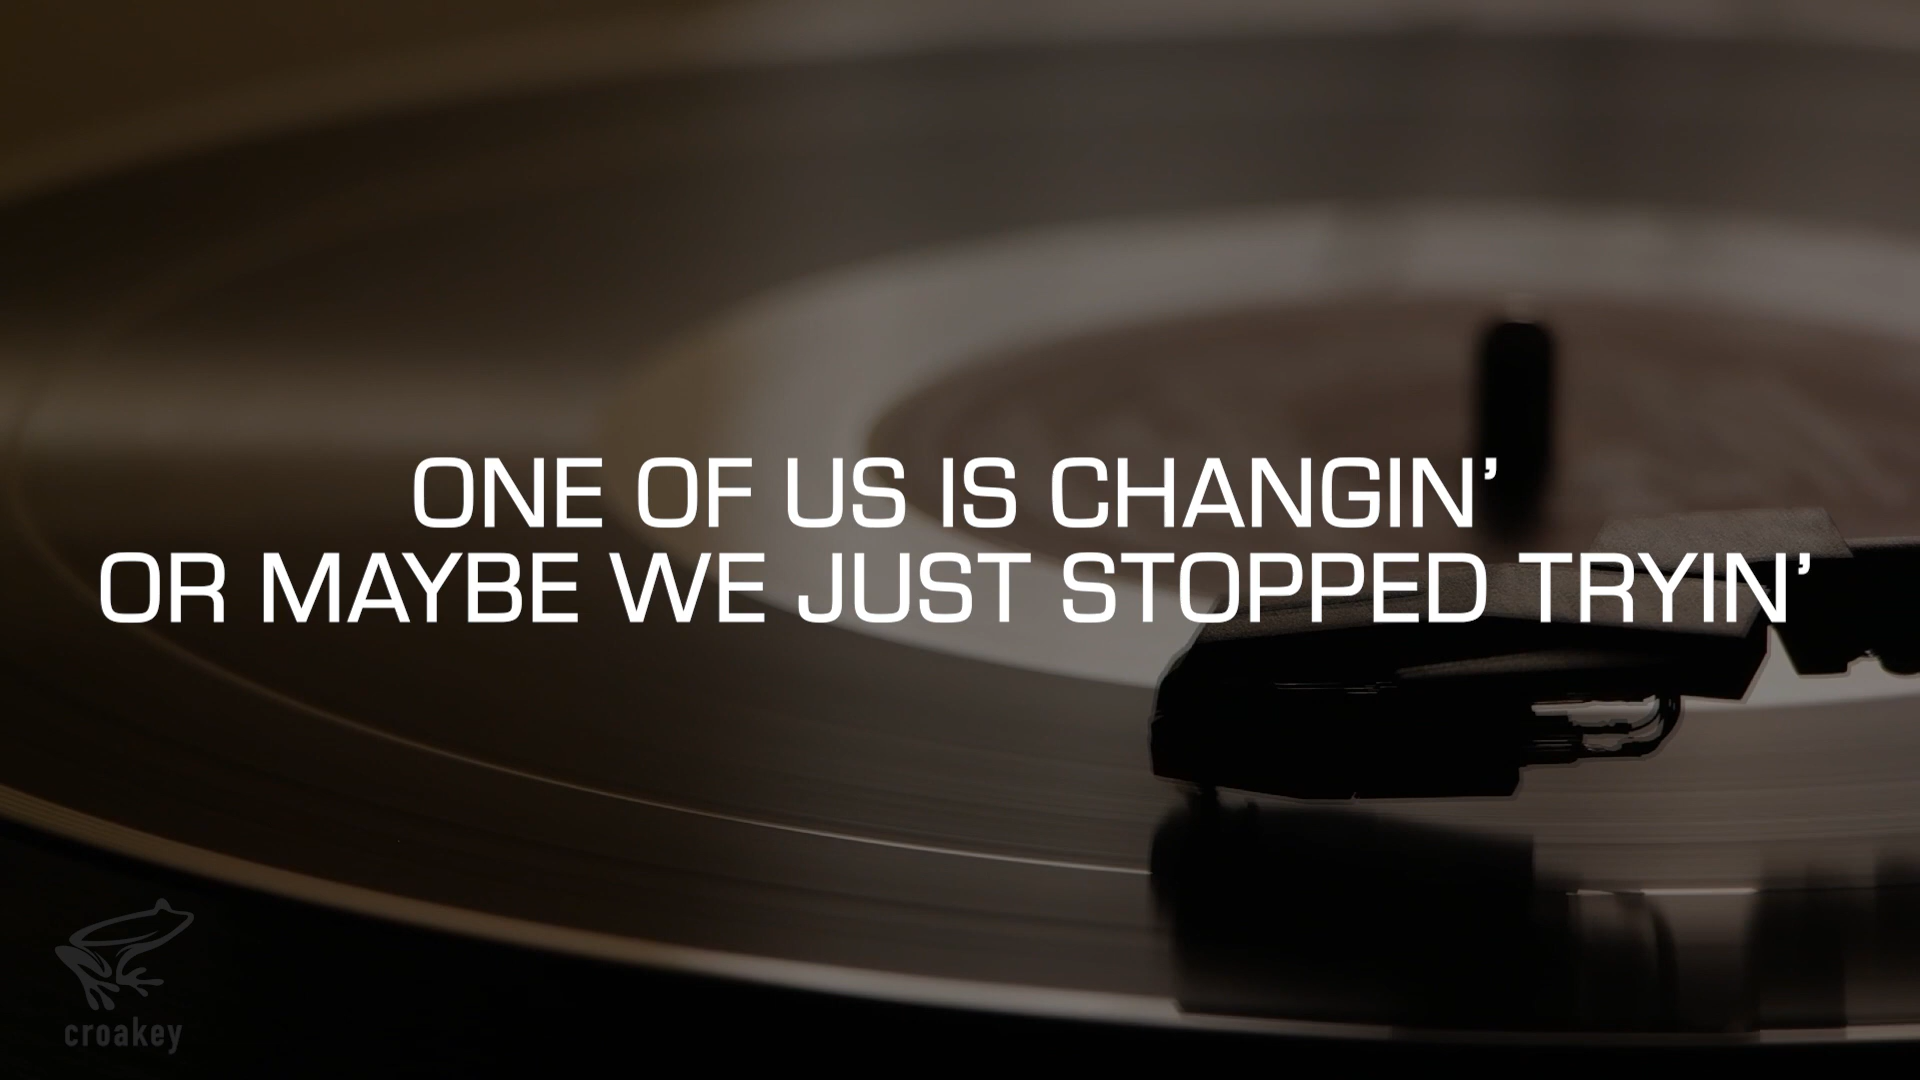 ONE OF US IS CHANGIN’
OR MAYBE WE JUST STOPPED TRYIN’
croakey